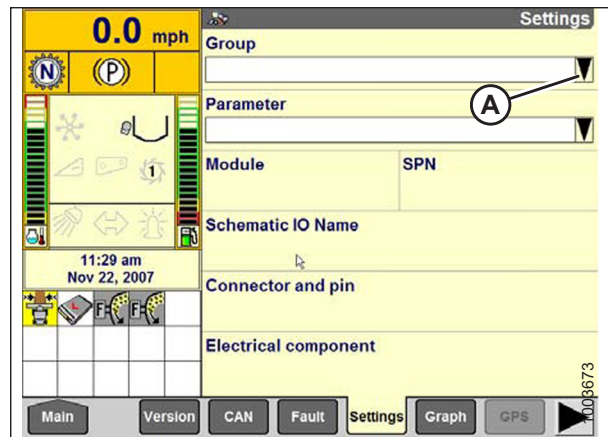 0.0 mph
Settings
N (P)
Group
A
Parameter
Module SPN
1
Schematic IO Name
11:29 am
Nov 22, 2007
Connector and pin
L F F
Electrical component
1003673
Main Version CAN Fault Settings Graph GPS